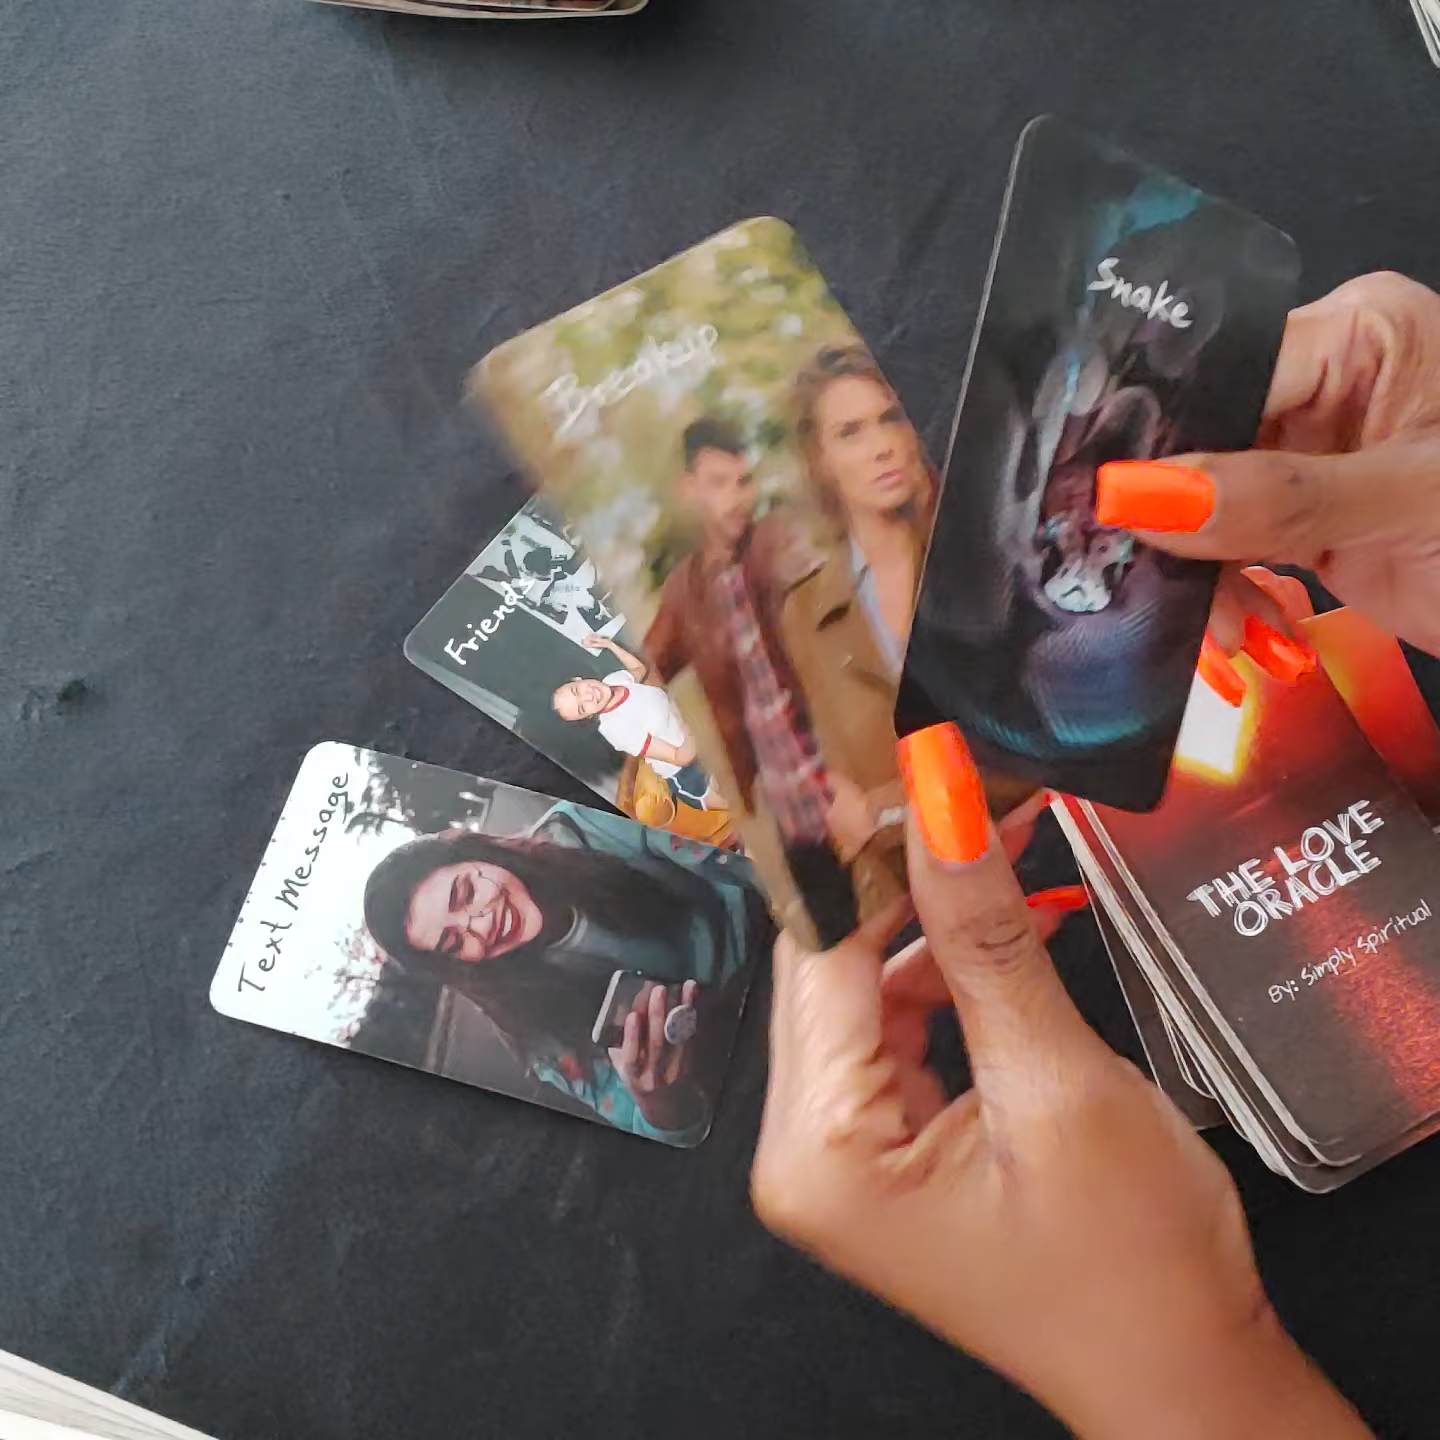 Snake
Breakup
Friends
Text Message
THE LOVE
ORACLE
By: Simply Spiritual